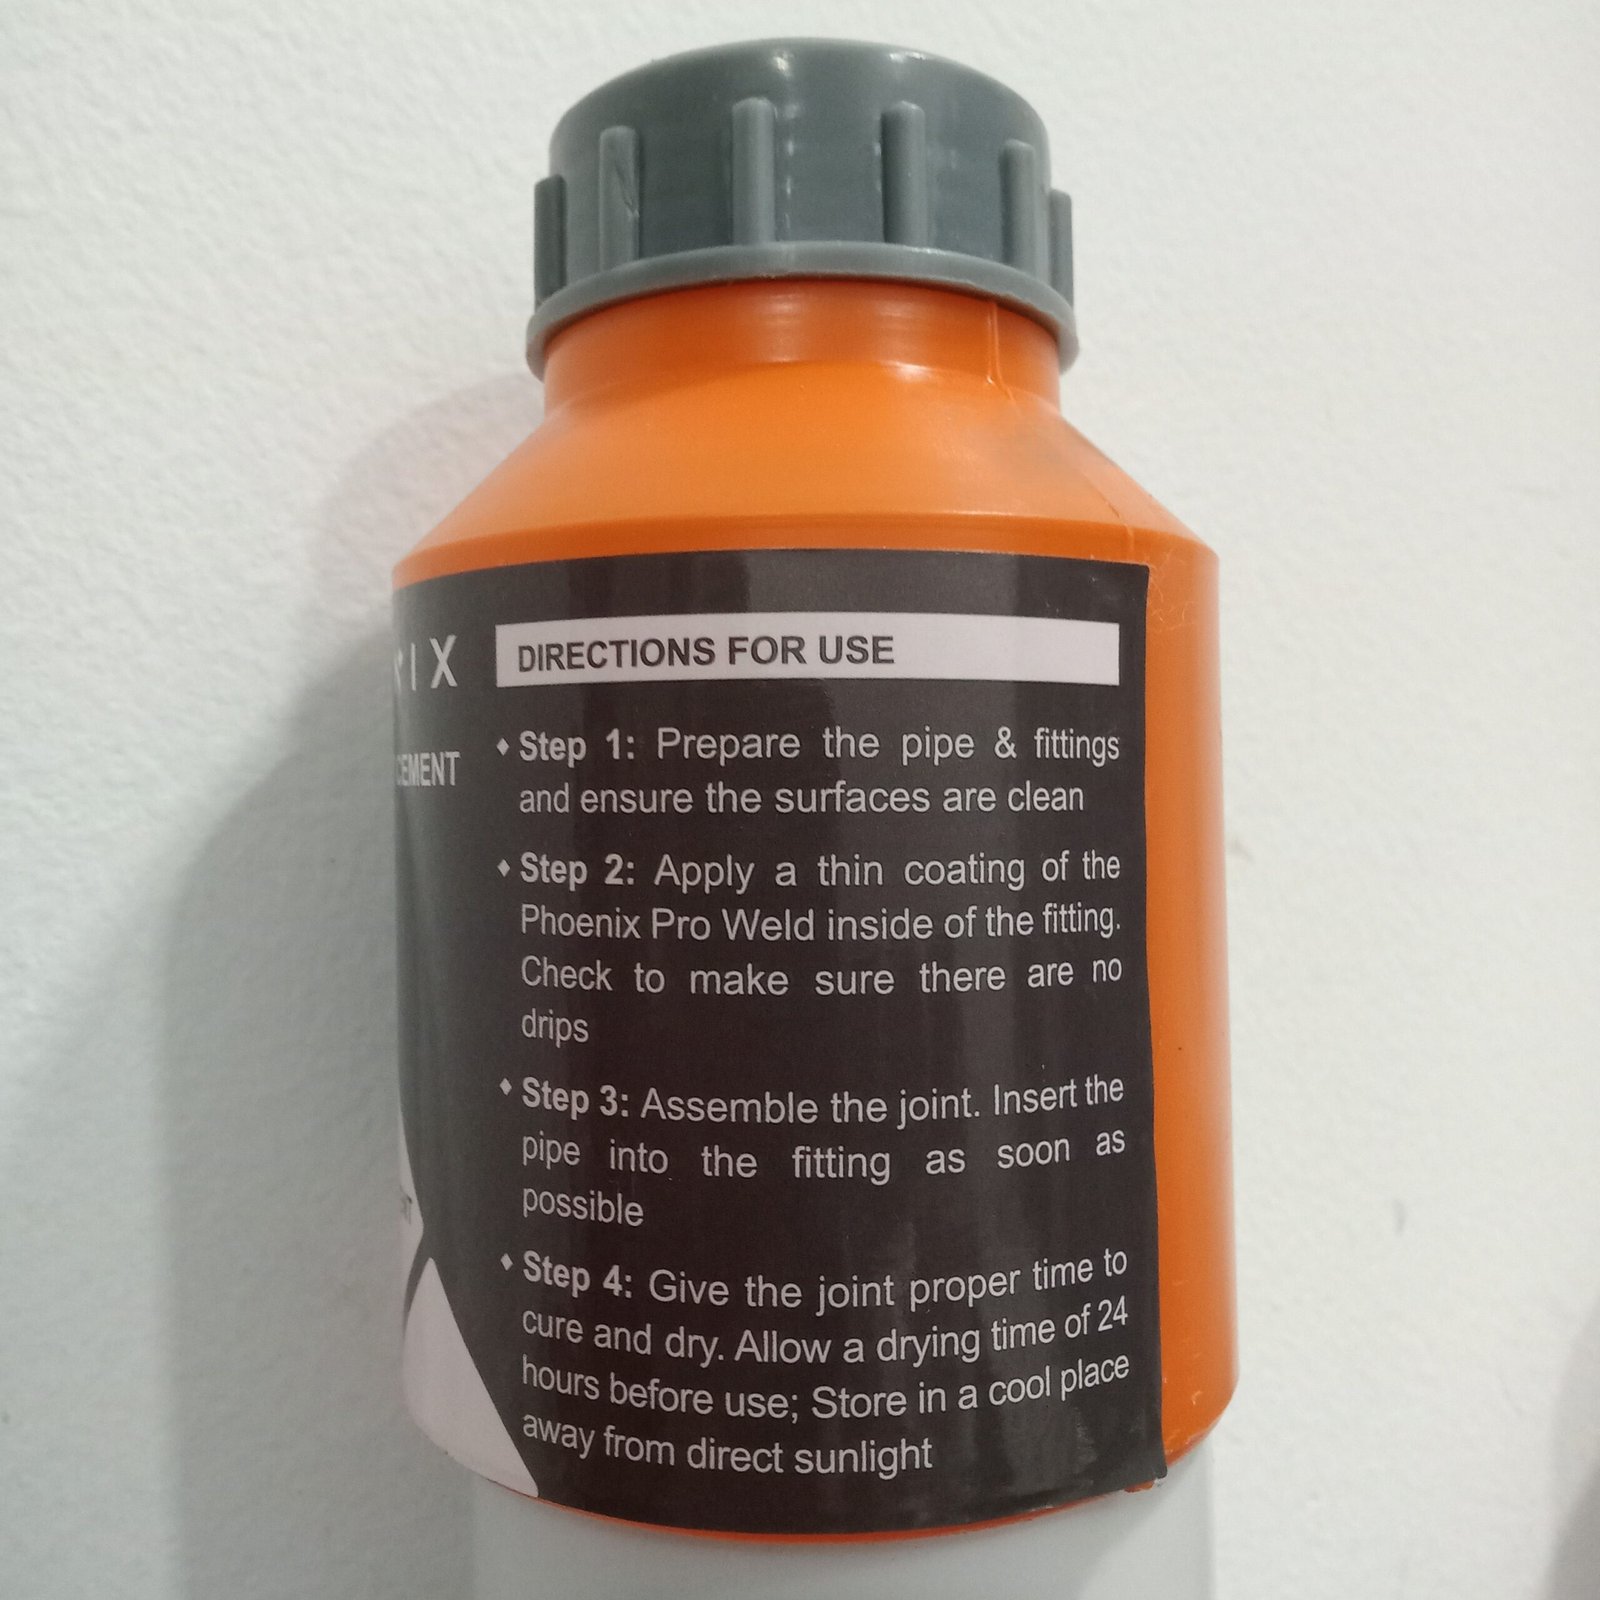 DIRECTIONS FOR USE
IX
CEMENT
• Step 1: Prepare the pipe & fittings
and ensure the surfaces are clean
• Step 2: Apply a thin coating of the
Phoenix Pro Weld inside of the fitting.
Check to make sure there are no
drips
• Step 3: Assemble the joint. Insert the
pipe into the fitting as soon as
possible
• Step 4: Give the joint proper time to
cure and dry. Allow a drying time of 24
hours before use; Store in a cool place
away from direct sunlight